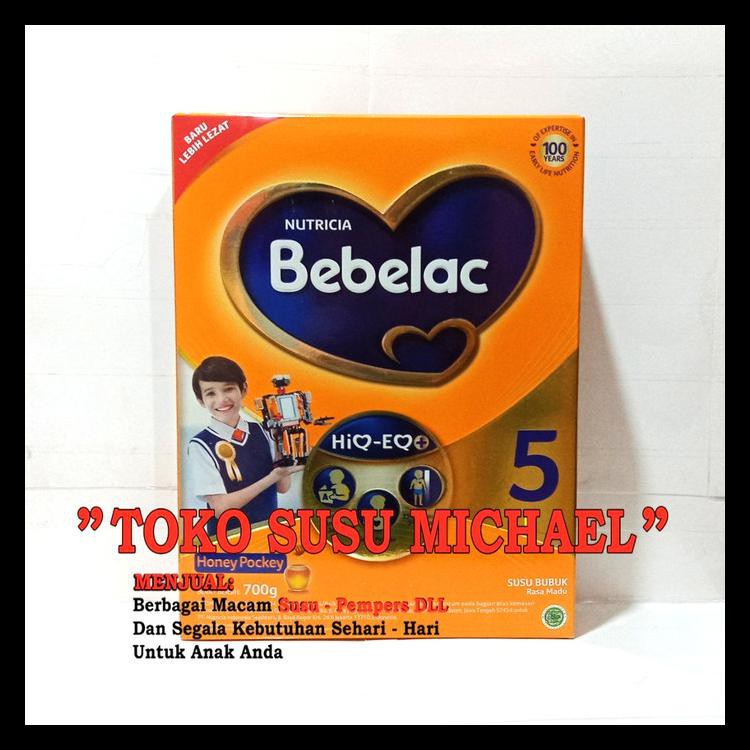 BARU
LEBIH LEZAT
OF EXPERTISE IN
100
YEARS
EARLY LIFE NUTRITION
NUTRICIA
Bebelac
HiQ-EQ+
5
"TOKO SUSU MICHAEL"
Honey Pockey
700g
SUSU BUBUK
Rasa Madu
MENJUAL:
Berbagai Macam Susu - Pempers DLL
Dan Segala Kebutuhan Sehari - Hari
Untuk Anak Anda